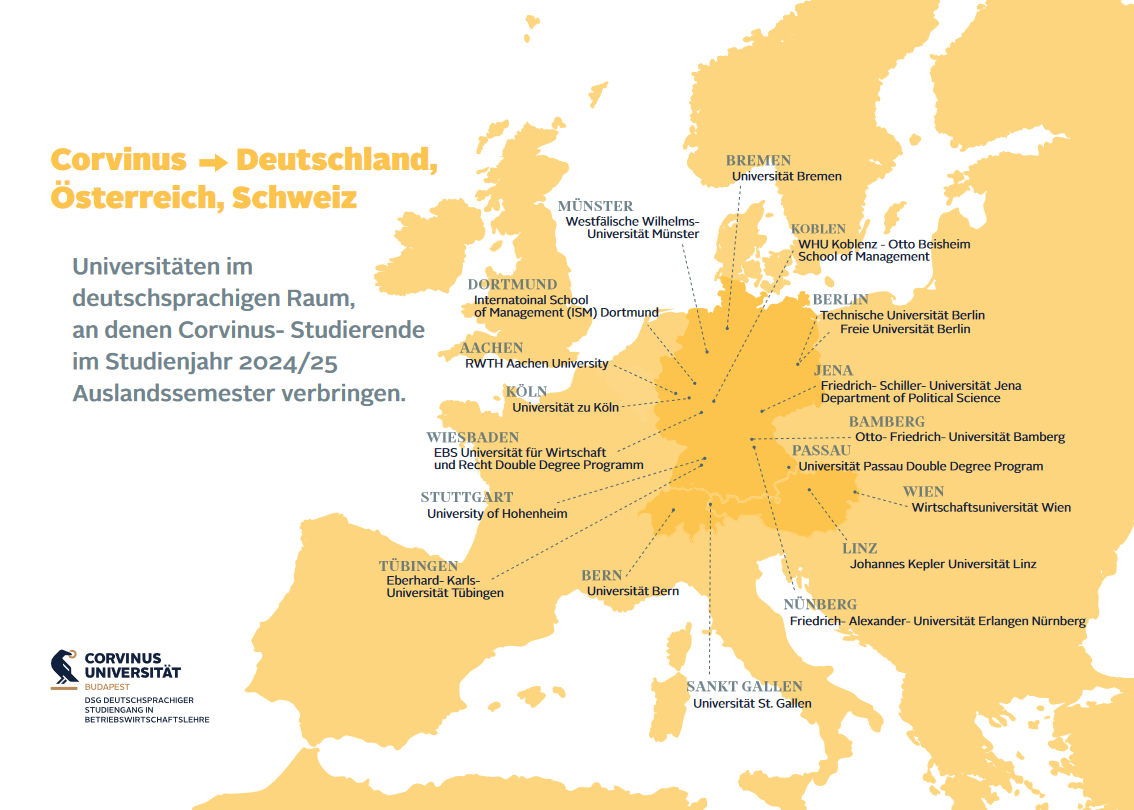 Corvinus → Deutschland,
Österreich, Schweiz
Universitäten im
deutschsprachigen Raum,
an denen Corvinus- Studierende
im Studienjahr 2024/25
Auslandssemester verbringen.
BREMEN
Universität Bremen
MÜNSTER
Westfälische Wilhelms-
Universität Münster
KOBLEN
WHU Koblenz - Otto Beisheim
School of Management
DORTMUND
Internatoinal School
of Management (ISM) Dortmund
BERLIN
Technische Universität Berlin
Freie Universität Berlin
AACHEN
RWTH Aachen University
JENA
Friedrich- Schiller- Universität Jena
Department of Political Science
KÖLN
Universität zu Köln
BAMBERG
Otto- Friedrich- Universität Bamberg
WIESBADEN
EBS Universität für Wirtschaft
und Recht Double Degree Programm
PASSAU
Universität Passau Double Degree Program
STUTTGART
University of Hohenheim
WIEN
Wirtschaftsuniversität Wien
LINZ
Johannes Kepler Universität Linz
TÜBINGEN
Eberhard- Karls-
Universität Tübingen
BERN
Universität Bern
NÜNBERG
Friedrich- Alexander- Universität Erlangen Nürnberg
SANKT GALLEN
Universität St. Gallen
CORVINUS
UNIVERSITÄT
BUDAPEST
DSG DEUTSCHSPRACHIGER
STUDIENGANG IN
BETRIEBSWIRTSCHAFTSLEHRE